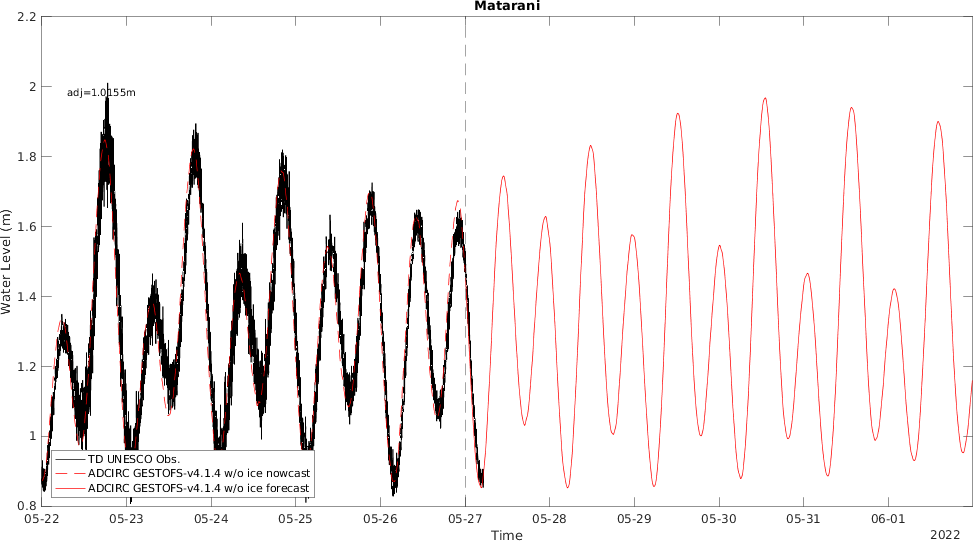 Matarani
2.2
2
1.8
1.6
1.4
1.2
1
0.8
Water Level (m)
adj=1.0155m
TD UNESCO Obs.
ADCIRC GESTOFS-v4.1.4 w/o ice nowcast
ADCIRC GESTOFS-v4.1.4 w/o ice forecast
05-22 05-23 05-24 05-25 05-26 05-27 05-28 05-29 05-30 05-31 06-01
Time
2022